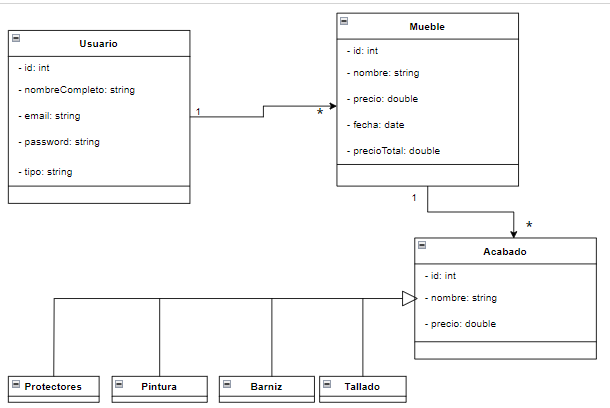 Usuario
- id: int
- nombreCompleto: string
- email: string
- password: string
- tipo: string
1
*
Mueble
- id: int
- nombre: string
- precio: double
- fecha: date
- precioTotal: double
1
*
Acabado
- id: int
- nombre: string
- precio: double
Protectores
Pintura
Barniz
Tallado